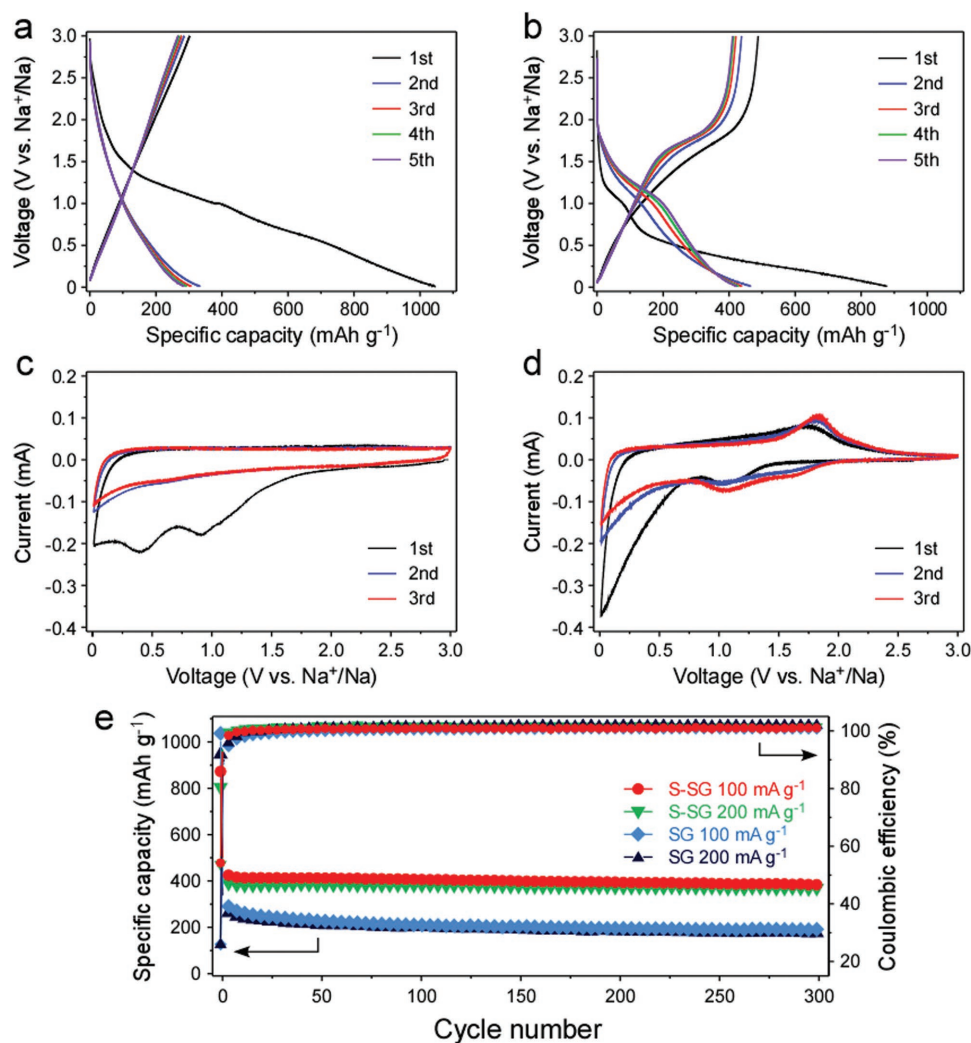 a
3.0
2.5
2.0
1.5
1.0
0.5
0
0 200 400 600 800 1000
Voltage (V vs. Na⁺/Na)
Specific capacity (mAh g⁻¹)
1st
2nd
3rd
4th
5th
b
3.0
2.5
2.0
1.5
1.0
0.5
0
0 200 400 600 800 1000
Voltage (V vs. Na⁺/Na)
Specific capacity (mAh g⁻¹)
1st
2nd
3rd
4th
5th
c
0.2
0.1
0.0
-0.1
-0.2
-0.3
-0.4
0.0 0.5 1.0 1.5 2.0 2.5 3.0
Current (mA)
Voltage (V vs. Na⁺/Na)
1st
2nd
3rd
d
0.2
0.1
0.0
-0.1
-0.2
-0.3
-0.4
0.0 0.5 1.0 1.5 2.0 2.5 3.0
Current (mA)
Voltage (V vs. Na⁺/Na)
1st
2nd
3rd
e
1000
800
600
400
200
0
Specific capacity (mAh g⁻¹)
S-SG 100 mA g⁻¹
S-SG 200 mA g⁻¹
SG 100 mA g⁻¹
SG 200 mA g⁻¹
100
80
60
40
20
Coulombic efficiency (%)
0 50 100 150 200 250 300
Cycle number